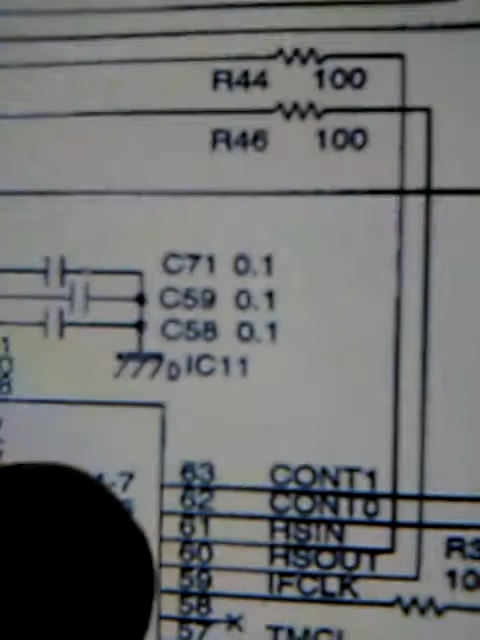 R44 100
R46 100
C71 0.1
C59 0.1
C58 0.1
D IC11
63 CONT1
62 CONT0
61 HSIN
60 HSOUT
59 IFCLK
58
57